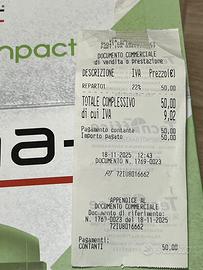 mpact
a-
DOCUMENTO COMMERCIALE
di vendita o prestazione
DESCRIZIONE IVA Prezzo(€)
REPARTO1 22% 50,00
TOTALE COMPLESSIVO 50,00
di cui IVA 9,02
Pagamento contante 50,00
Importo pagato 50,00
18-11-2025 12:43
DOCUMENTO N. 1769-0023
RT 72IU8016662
APPENDICE AL
DOCUMENTO COMMERCIALE
Documento di riferimento:
N. 1769-0023 del 18-11-2025
72IU8016662
Pagamenti:
CONTANTI 50,00